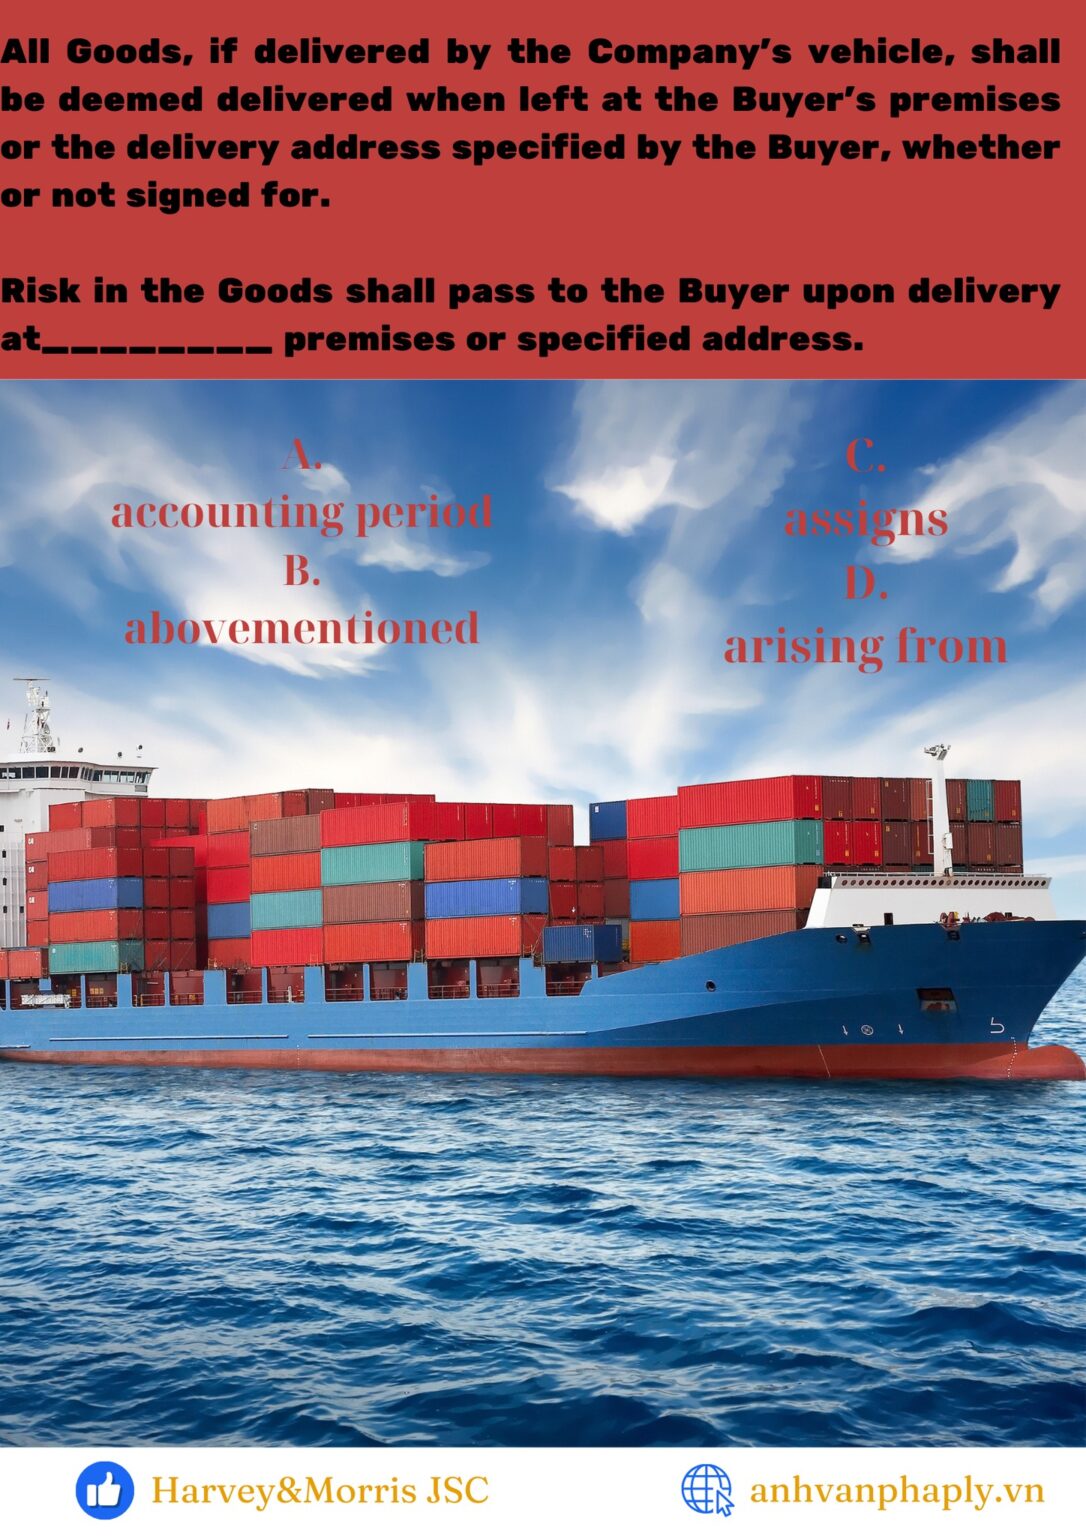 All Goods, if delivered by the Company’s vehicle, shall
be deemed delivered when left at the Buyer’s premises
or the delivery address specified by the Buyer, whether
or not signed for.
Risk in the Goods shall pass to the Buyer upon delivery
at________ premises or specified address.
A.
accounting period
B.
abovementioned
C.
assigns
D.
arising from
Harvey&Morris JSC
anhvanphaply.vn